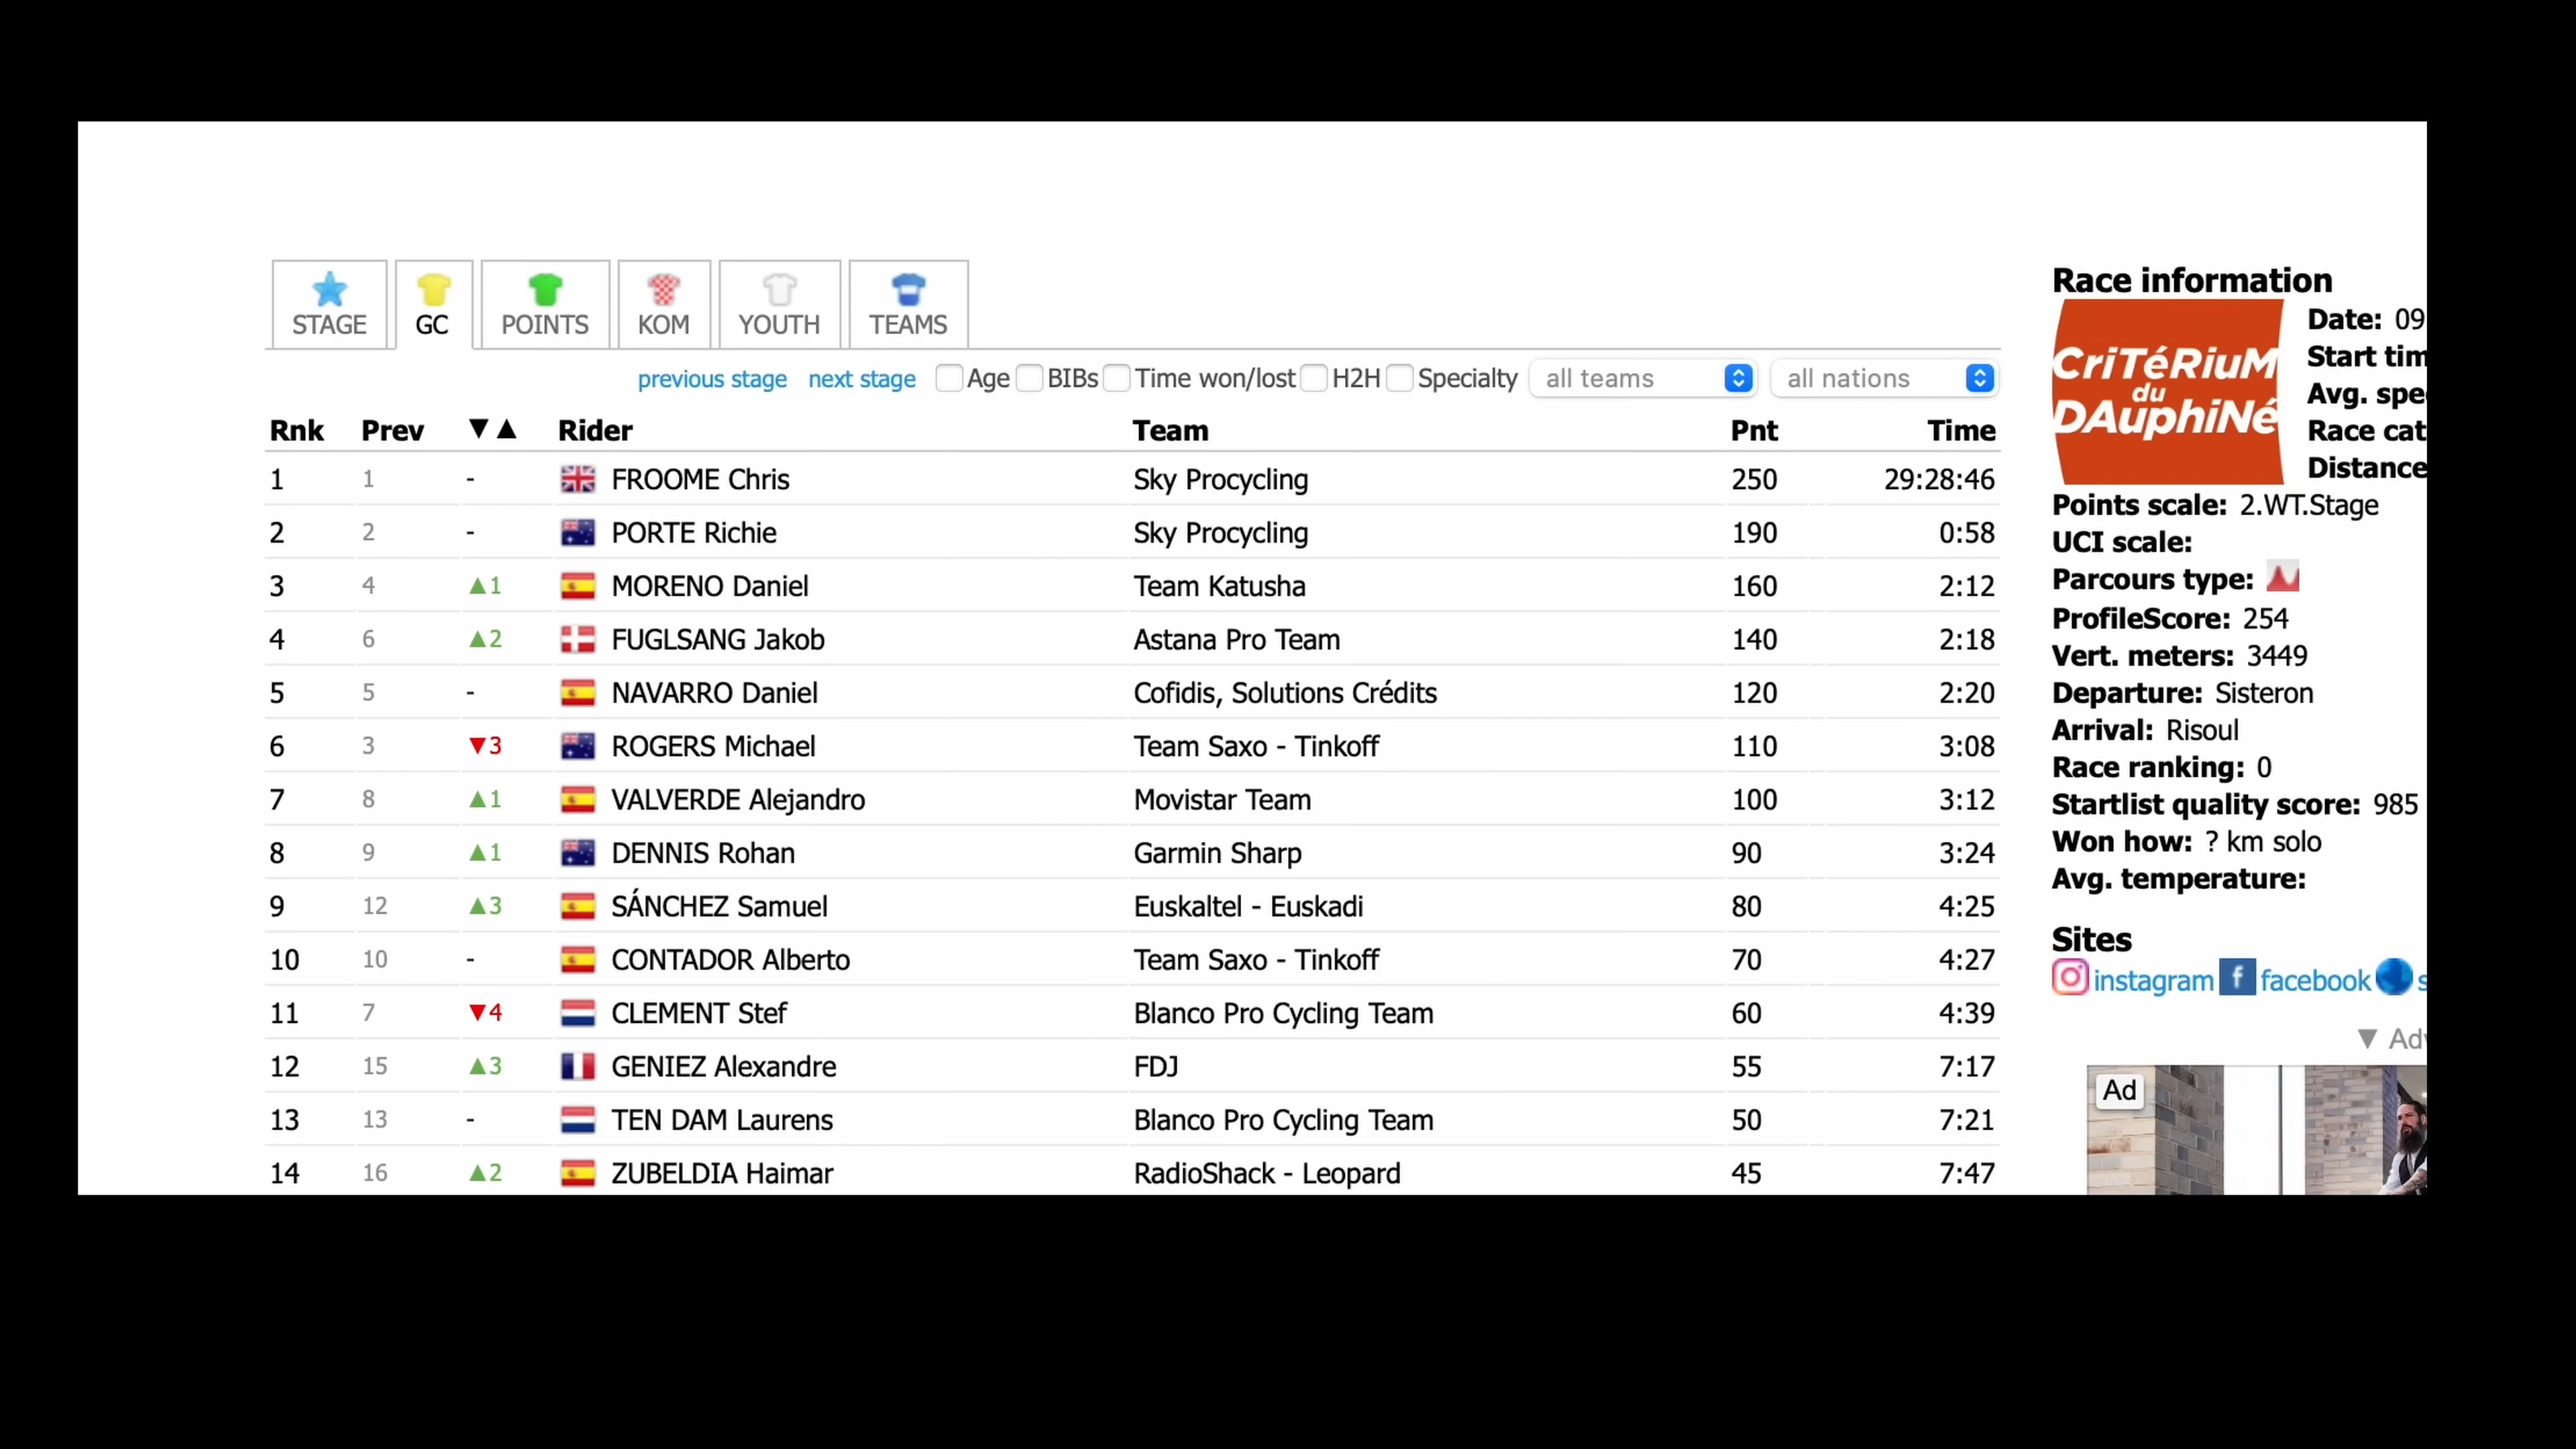 STAGE GC POINTS KOM YOUTH TEAMS
previous stage next stage Age BIBs Time won/lost H2H Specialty all teams all nations
Rnk Prev ▼▲ Rider Team Pnt Time
1 1 - FROOME Chris Sky Procycling 250 29:28:46
2 2 - PORTE Richie Sky Procycling 190 0:58
3 4 ▲1 MORENO Daniel Team Katusha 160 2:12
4 6 ▲2 FUGLSANG Jakob Astana Pro Team 140 2:18
5 5 - NAVARRO Daniel Cofidis, Solutions Crédits 120 2:20
6 3 ▼3 ROGERS Michael Team Saxo - Tinkoff 110 3:08
7 8 ▲1 VALVERDE Alejandro Movistar Team 100 3:12
8 9 ▲1 DENNIS Rohan Garmin Sharp 90 3:24
9 12 ▲3 SÁNCHEZ Samuel Euskaltel - Euskadi 80 4:25
10 10 - CONTADOR Alberto Team Saxo - Tinkoff 70 4:27
11 7 ▼4 CLEMENT Stef Blanco Pro Cycling Team 60 4:39
12 15 ▲3 GENIEZ Alexandre FDJ 55 7:17
13 13 - TEN DAM Laurens Blanco Pro Cycling Team 50 7:21
14 16 ▲2 ZUBELDIA Haimar RadioShack - Leopard 45 7:47
Race information
CriTéRiuM
du
DAuphiNé
Date: 09
Start tim
Avg. spe
Race cat
Distance
Points scale: 2.WT.Stage
UCI scale:
Parcours type:
ProfileScore: 254
Vert. meters: 3449
Departure: Sisteron
Arrival: Risoul
Race ranking: 0
Startlist quality score: 985
Won how: ? km solo
Avg. temperature:
Sites
instagram facebook s
▼ Adv
Ad